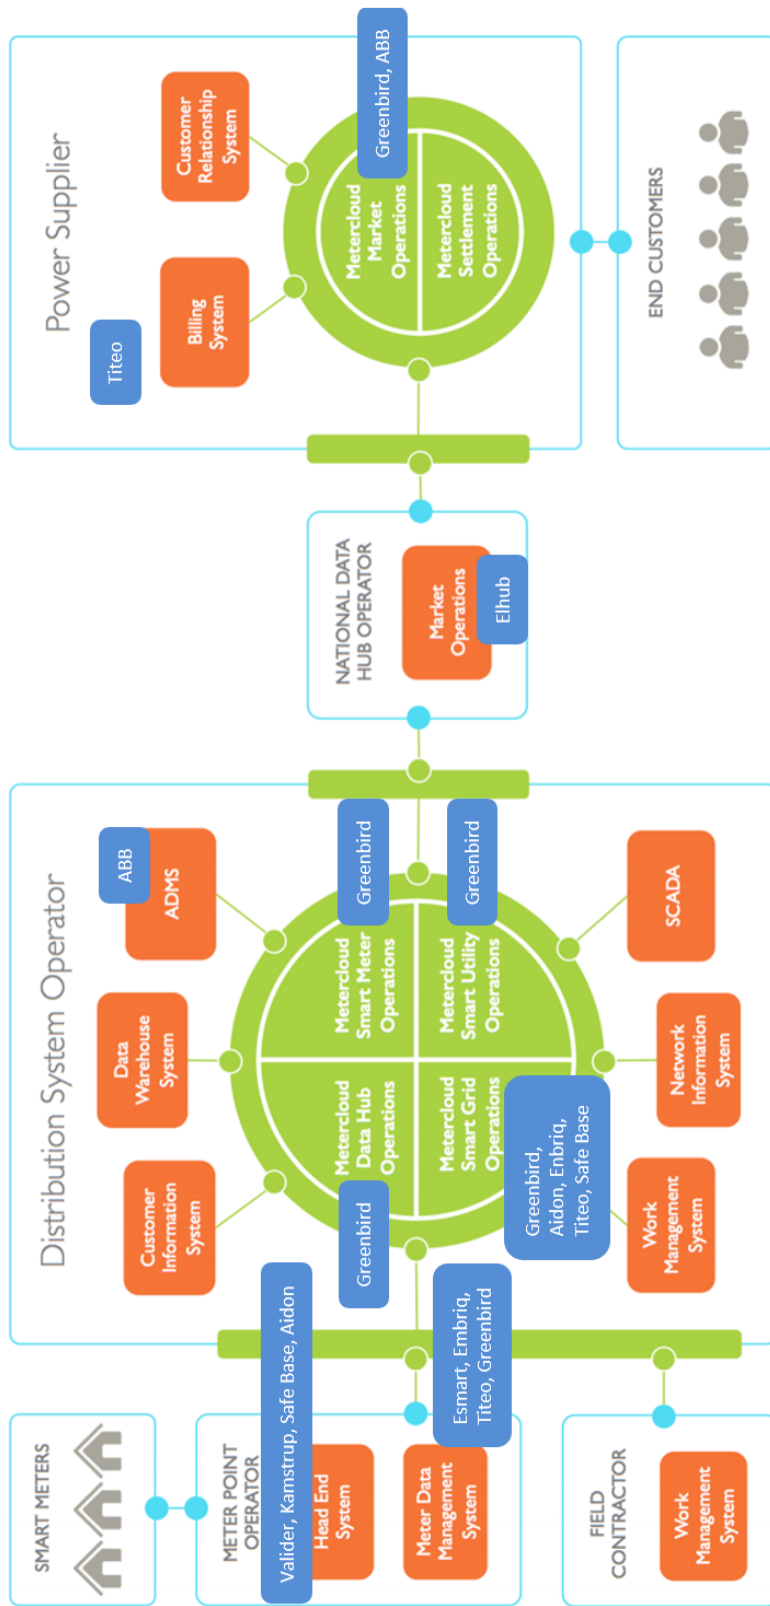 SMART METERS
METER POINT
OPERATOR
Valider, Kamstrup, Safe Base, Aidon
Head End
System
Meter Data
Management
System
Esmart, Embriq,
Titeo, Greenbird
FIELD
CONTRACTOR
Work
Management
System
Distribution System Operator
Customer
Information
System
Data
Warehouse
System
ABB
ADMS
Greenbird
Metercloud
Data Hub
Operations
Metercloud
Smart Meter
Operations
Greenbird
Metercloud
Smart Grid
Operations
Metercloud
Smart Utility
Operations
Greenbird
Greenbird,
Aidon, Enbriq,
Titeo, Safe Base
Work
Management
System
Network
Information
System
SCADA
NATIONAL DATA
HUB OPERATOR
Market
Operations
Elhub
Power Supplier
Titeo
Billing
System
Customer
Relationship
System
Greenbird, ABB
Metercloud
Market
Operations
Metercloud
Settlement
Operations
END CUSTOMERS